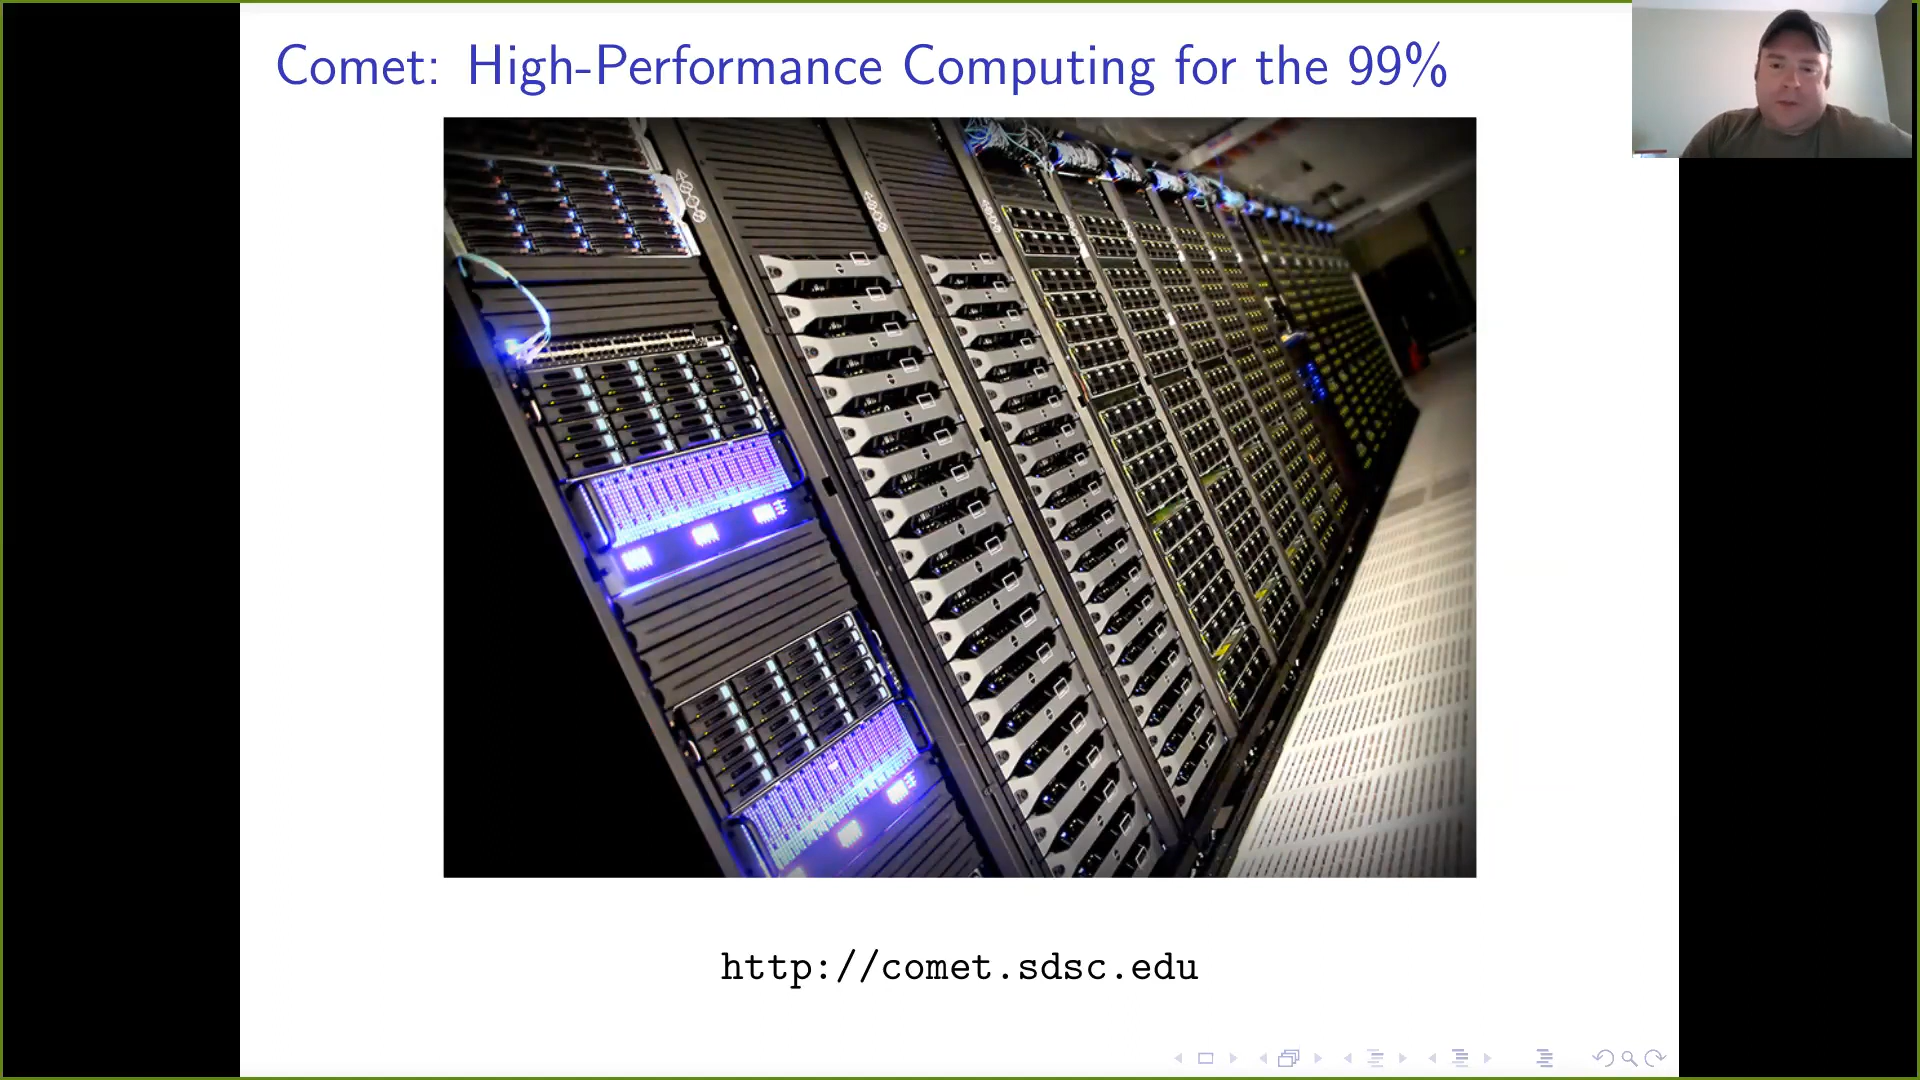 Comet: High-Performance Computing for the 99%
http://comet.sdsc.edu